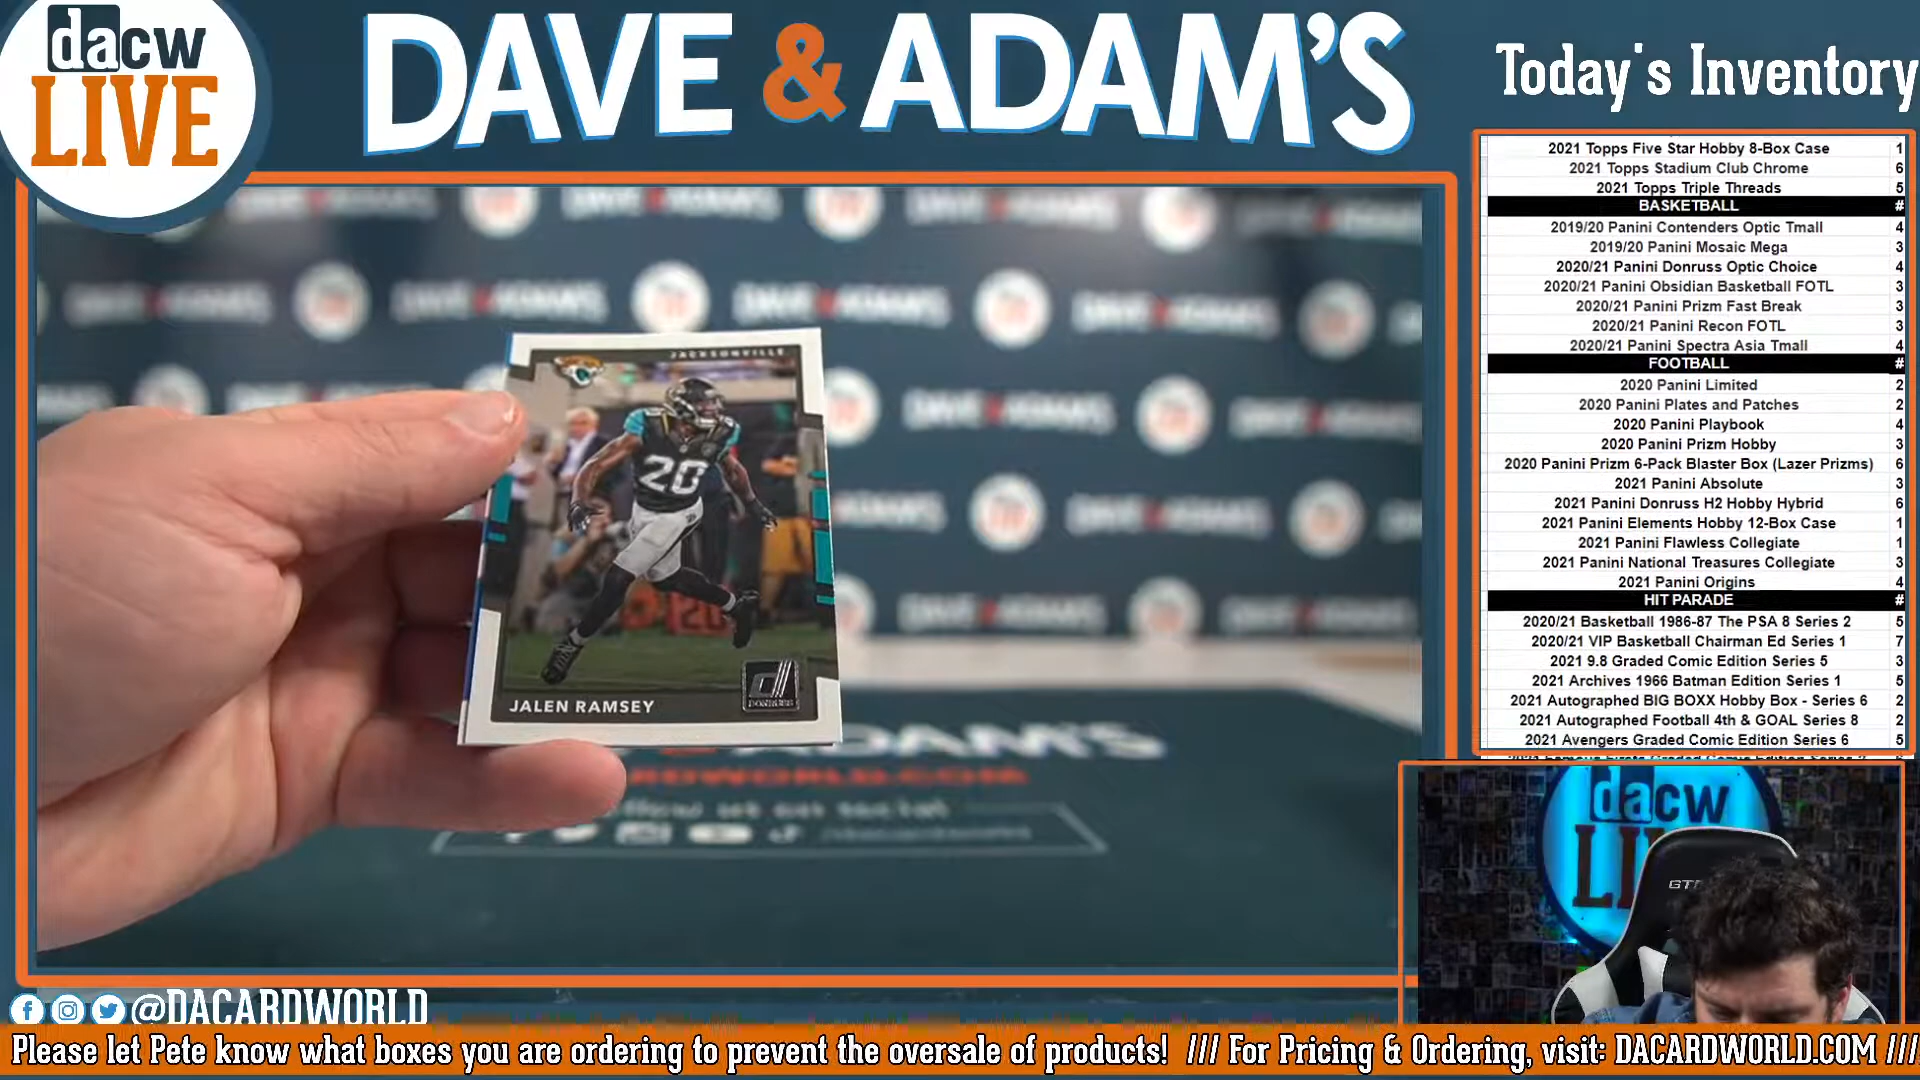 dacw
LIVE
DAVE & ADAM'S
Today's Inventory
2021 Topps Five Star Hobby 8-Box Case 1
2021 Topps Stadium Club Chrome 6
2021 Topps Triple Threads 5
BASKETBALL #
2019/20 Panini Contenders Optic Tmall 4
2019/20 Panini Mosaic Mega 3
2020/21 Panini Donruss Optic Choice 4
2020/21 Panini Obsidian Basketball FOTL 3
2020/21 Panini Prizm Fast Break 3
2020/21 Panini Recon FOTL 3
2020/21 Panini Spectra Asia Tmall 4
FOOTBALL #
2020 Panini Limited 2
2020 Panini Plates and Patches 2
2020 Panini Playbook 4
2020 Panini Prizm Hobby 3
2020 Panini Prizm 6-Pack Blaster Box (Lazer Prizms) 6
2021 Panini Absolute 3
2021 Panini Donruss H2 Hobby Hybrid 6
2021 Panini Elements Hobby 12-Box Case 1
2021 Panini Flawless Collegiate 1
2021 Panini National Treasures Collegiate 3
2021 Panini Origins 4
HIT PARADE #
2020/21 Basketball 1986-87 The PSA 8 Series 2 5
2020/21 VIP Basketball Chairman Ed Series 1 7
2021 9.8 Graded Comic Edition Series 5 3
2021 Archives 1966 Batman Edition Series 1 5
2021 Autographed BIG BOXX Hobby Box - Series 6 2
2021 Autographed Football 4th & GOAL Series 8 2
2021 Avengers Graded Comic Edition Series 6 5
JACKSONVILLE
20
JALEN RAMSEY
DONRUSS
ADAM'S
follow us on social
dacw
LI
GT
@DACARDWORLD
Please let Pete know what boxes you are ordering to prevent the oversale of products! /// For Pricing & Ordering, visit: DACARDWORLD.COM ///